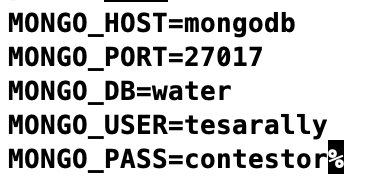 MONGO_HOST=mongodb
MONGO_PORT=27017
MONGO_DB=water
MONGO_USER=tesarally
MONGO_PASS=contestor%